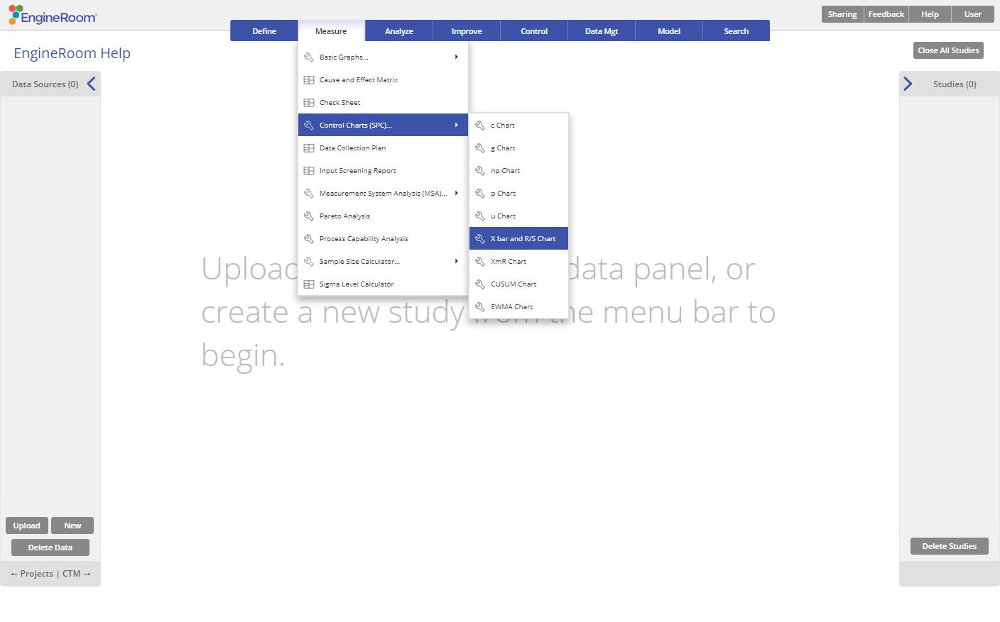 EngineRoom
Sharing Feedback Help User
Define Measure Analyze Improve Control Data Mgt Model Search
EngineRoom Help
Close All Studies
Data Sources (0)
Studies (0)
Basic Graphs...
Cause and Effect Matrix
Check Sheet
Control Charts (SPC)...
Data Collection Plan
Input Screening Report
Measurement System Analysis (MSA)...
Pareto Analysis
Process Capability Analysis
Sample Size Calculator...
Sigma Level Calculator
c Chart
g Chart
np Chart
p Chart
u Chart
X bar and R/S Chart
XmR Chart
CUSUM Chart
EWMA Chart
Upload data panel, or
create a new study from the menu bar to
begin.
Upload New
Delete Data
← Projects | CTM →
Delete Studies